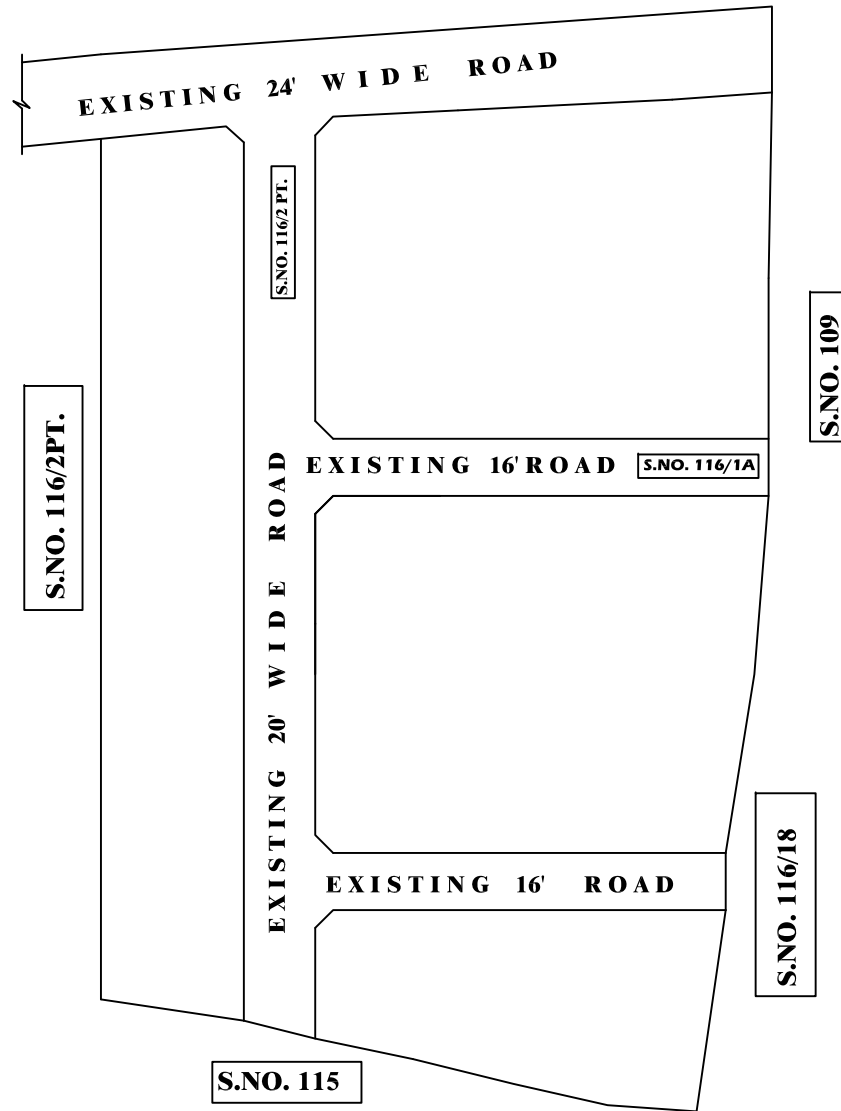 EXISTING 24' WIDE ROAD
S.NO. 116/2 PT.
S.NO. 109
S.NO. 116/2PT.
EXISTING 16' ROAD
S.NO. 116/1A
EXISTING 20' WIDE ROAD
EXISTING 16' ROAD
S.NO. 116/18
S.NO. 115